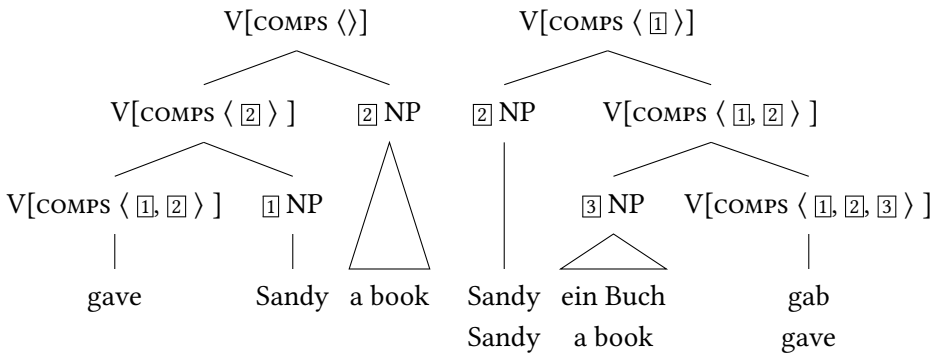 V[COMPS ⟨⟩] V[COMPS ⟨ 1 ⟩]
V[COMPS ⟨ 2 ⟩ ] 2 NP 2 NP V[COMPS ⟨ 1, 2 ⟩ ]
V[COMPS ⟨ 1, 2 ⟩ ] 1 NP 3 NP V[COMPS ⟨ 1, 2, 3 ⟩ ]
gave Sandy a book Sandy ein Buch gab
Sandy a book gave